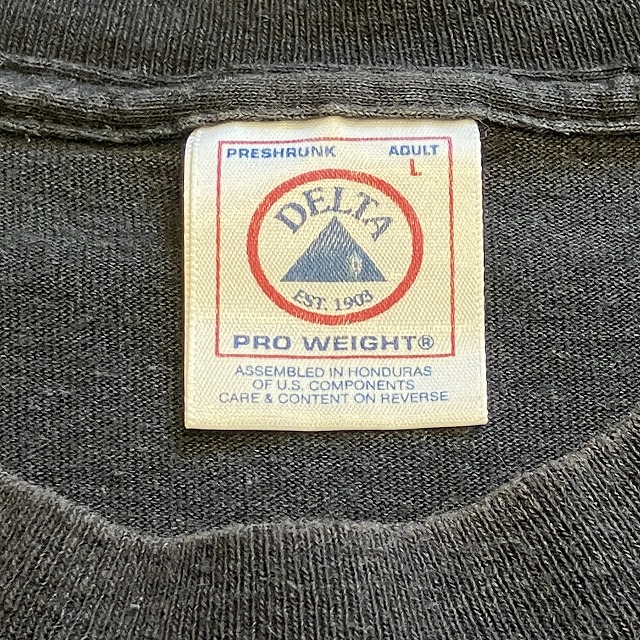 PRESHRUNK ADULT
L
DELTA
EST. 1903
PRO WEIGHT®
ASSEMBLED IN HONDURAS
OF U.S. COMPONENTS
CARE & CONTENT ON REVERSE